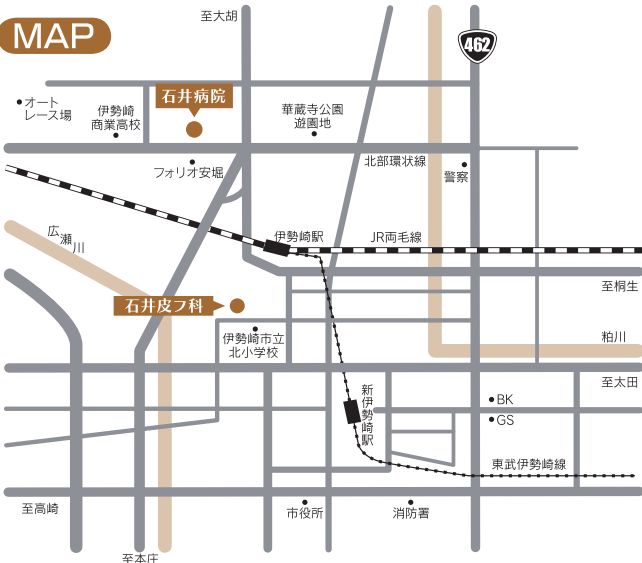 至大胡
MAP
462
石井病院
オート
レース場
伊勢崎
商業高校
華蔵寺公園
遊園地
フォリオ安堀
北部環状線
警察
広瀬川
伊勢崎駅
JR両毛線
至桐生
石井皮フ科
伊勢崎市立
北小学校
粕川
至太田
新伊勢崎駅
BK
GS
東武伊勢崎線
至高崎
市役所
消防署
至本庄